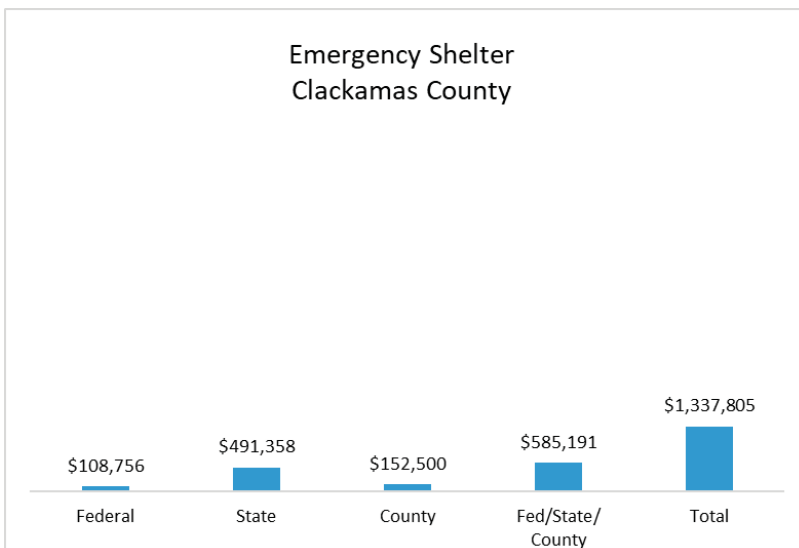 Emergency Shelter
Clackamas County
$1,337,805
$585,191
$491,358
$152,500
$108,756
Federal
State
County
Fed/State/
County
Total